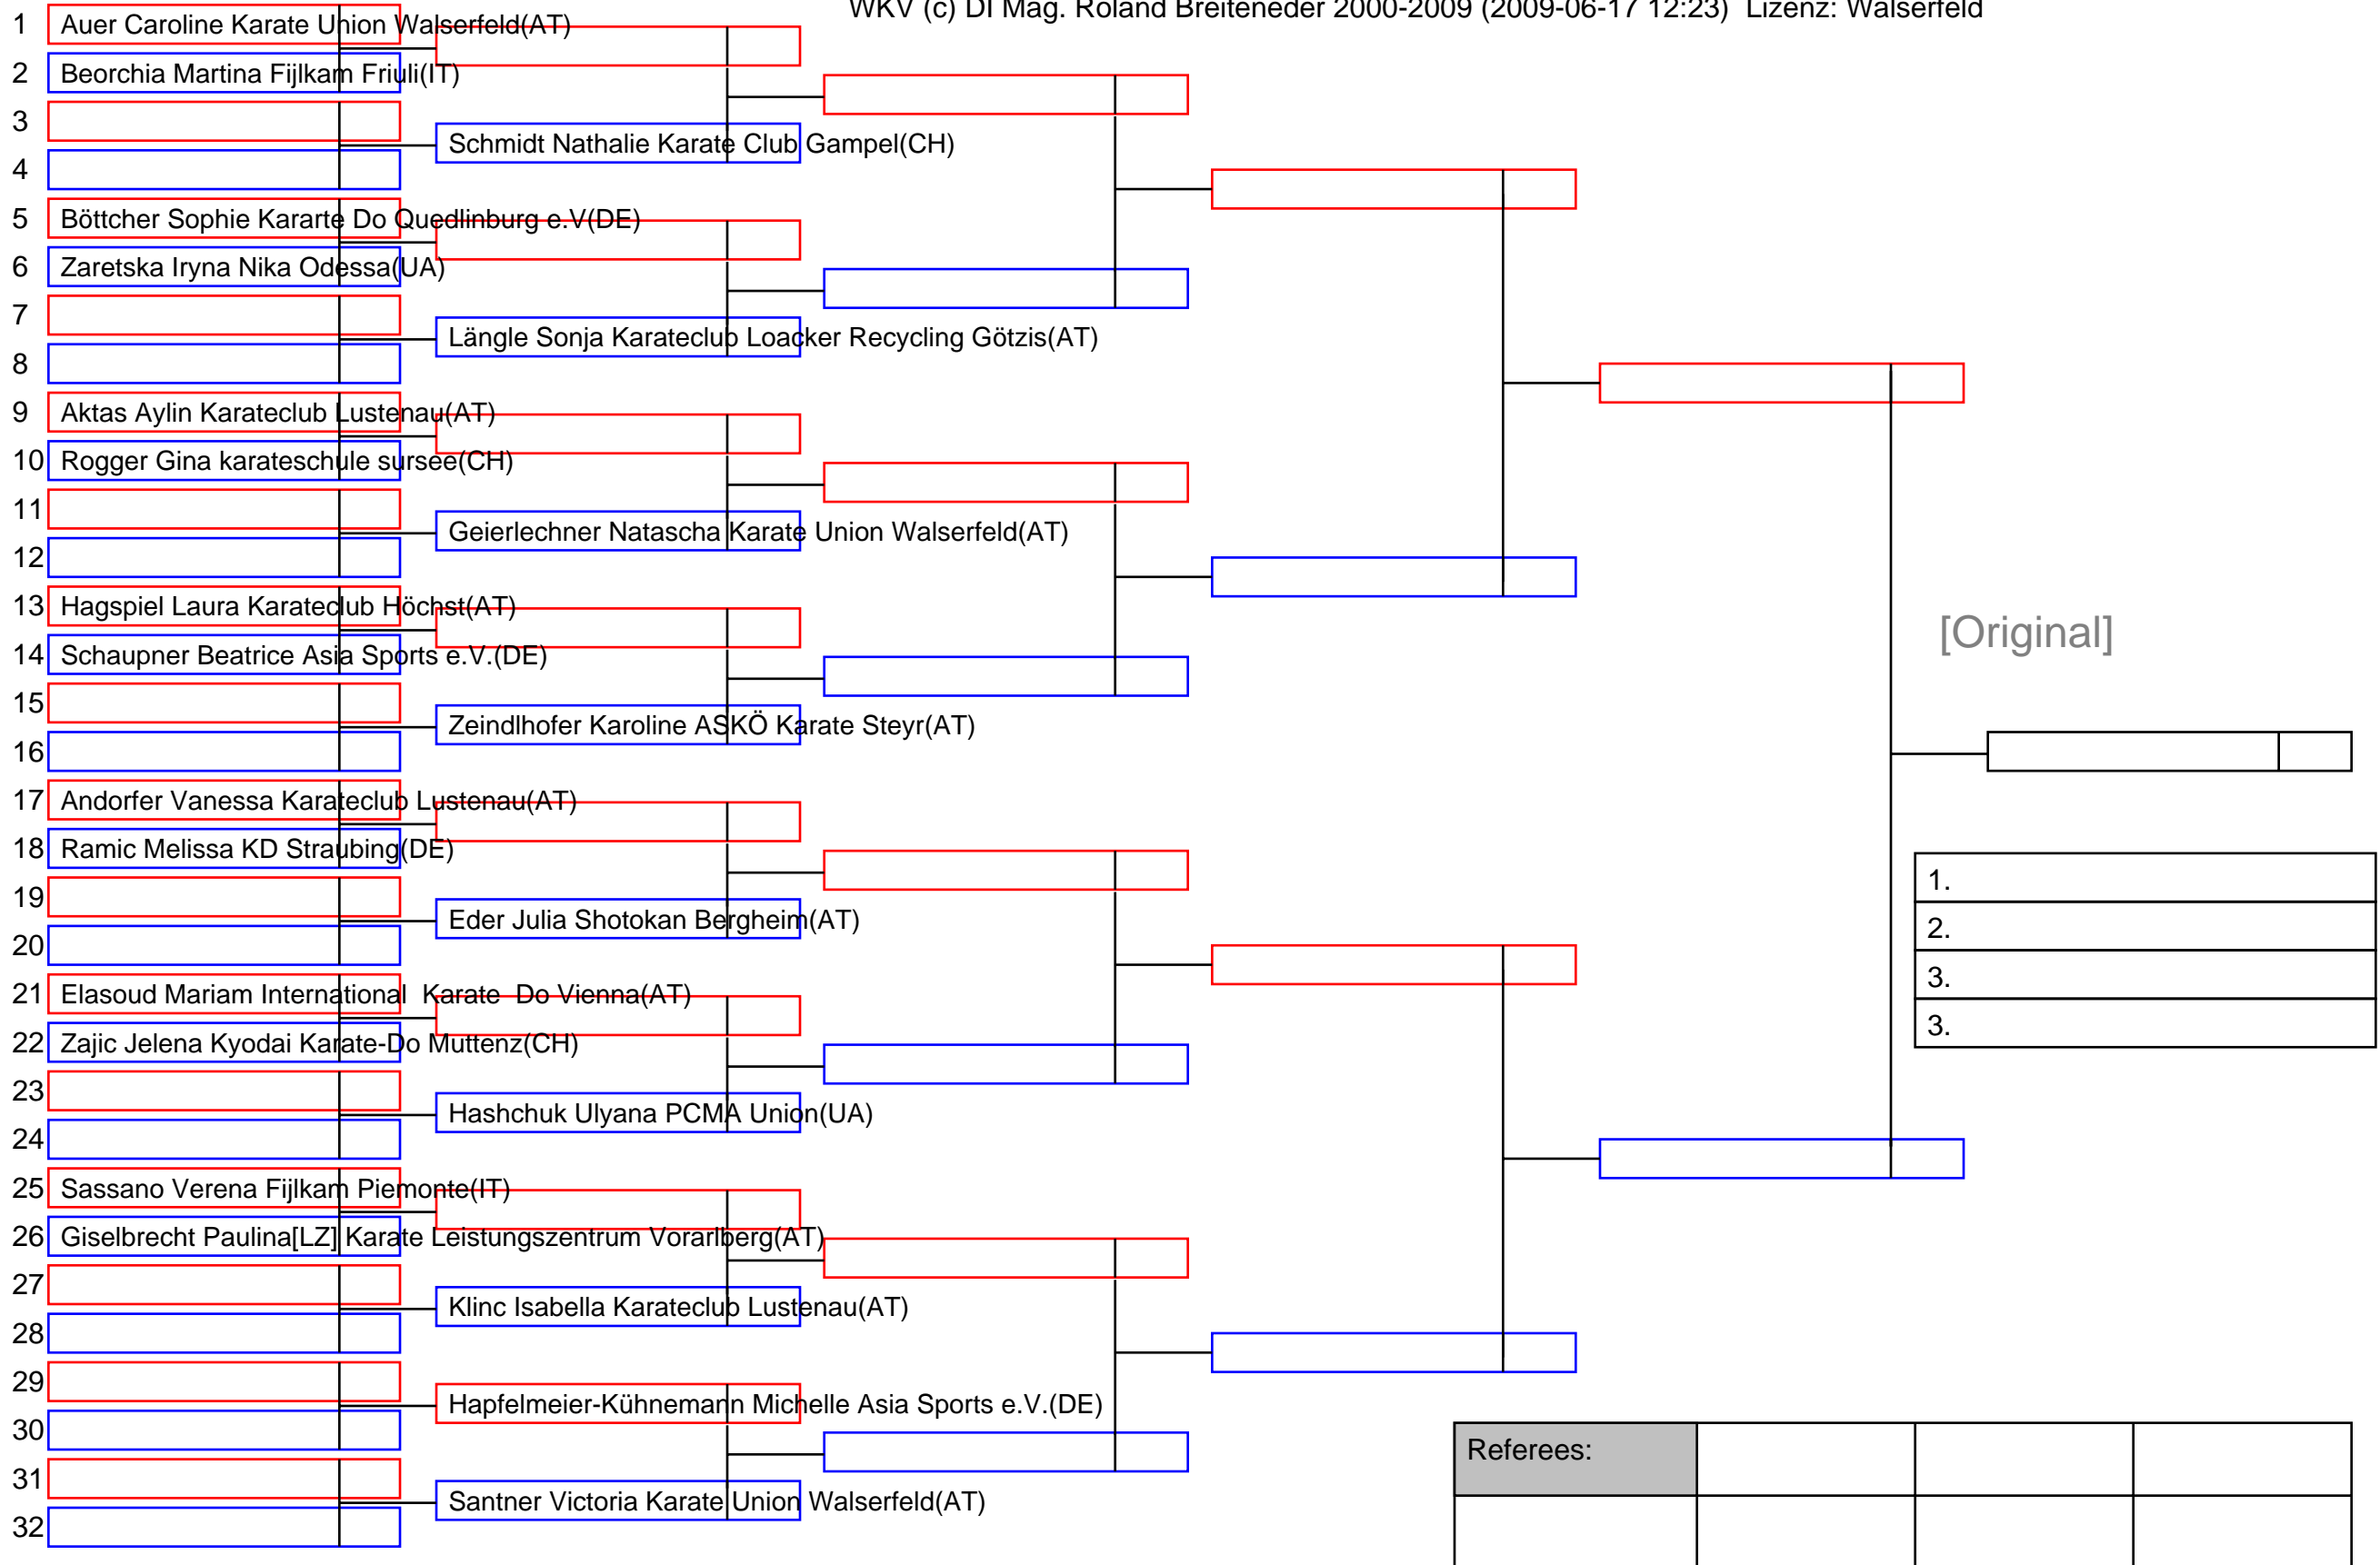 WKV (c) DI Mag. Roland Breiteneder 2000-2009 (2009-06-17 12:23)  Lizenz: Walserfeld
1 Auer Caroline Karate Union Walserfeld(AT)
2 Beorchia Martina Fijlkam Friuli(IT)
3
Schmidt Nathalie Karate Club Gampel(CH)
4
5 Böttcher Sophie Kararte Do Quedlinburg e.V(DE)
6 Zaretska Iryna Nika Odessa(UA)
7
Längle Sonja Karateclub Loacker Recycling Götzis(AT)
8
9 Aktas Aylin Karateclub Lustenau(AT)
10 Rogger Gina karateschule sursee(CH)
11
Geierlechner Natascha Karate Union Walserfeld(AT)
12
13 Hagspiel Laura Karateclub Höchst(AT)
[Original]
14 Schaupner Beatrice Asia Sports e.V.(DE)
15
Zeindlhofer Karoline ASKÖ Karate Steyr(AT)
16
17 Andorfer Vanessa Karateclub Lustenau(AT)
18 Ramic Melissa KD Straubing(DE)
1.
19
Eder Julia Shotokan Bergheim(AT)
2.
20
3.
21 Elasoud Mariam International  Karate  Do Vienna(AT)
3.
22 Zajic Jelena Kyodai Karate-Do Muttenz(CH)
23
Hashchuk Ulyana PCMA Union(UA)
24
25 Sassano Verena Fijlkam Piemonte(IT)
26 Giselbrecht Paulina[LZ] Karate Leistungszentrum Vorarlberg(AT)
27
Klinc Isabella Karateclub Lustenau(AT)
28
29
Hapfelmeier-Kühnemann Michelle Asia Sports e.V.(DE)
30
Referees:
31
Santner Victoria Karate Union Walserfeld(AT)
32